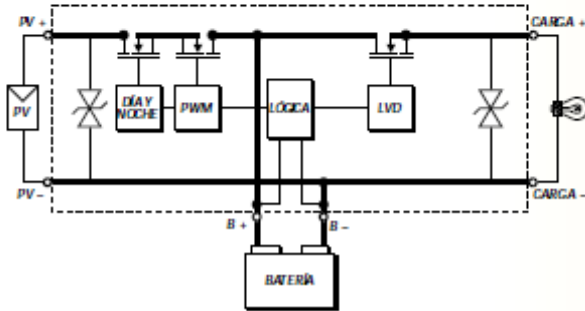 PV +
CARGA +
PV
DÍA Y
NOCHE
PWM
LÓGICA
LVD
PV –
CARGA –
B +
B –
BATERÍA